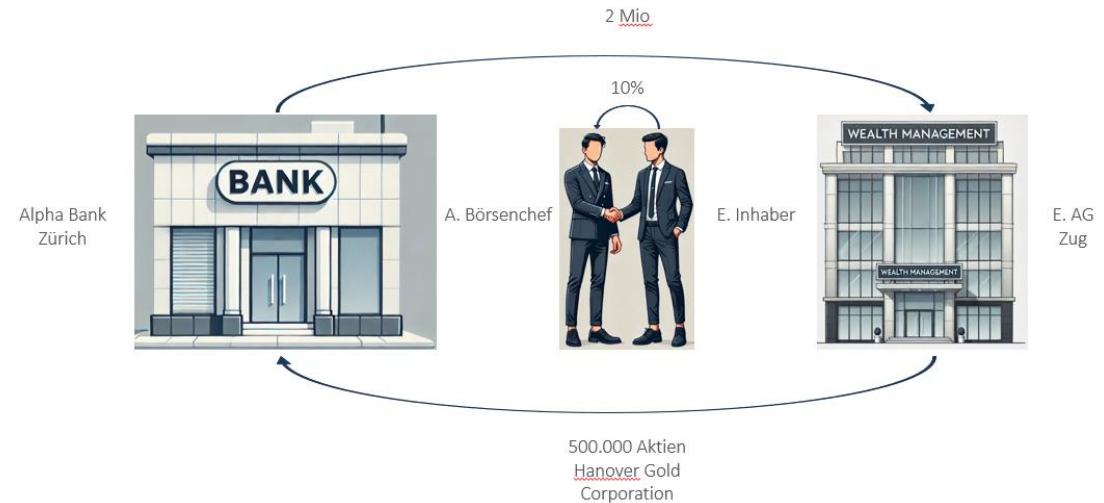 2 Mio
10%
WEALTH MANAGEMENT
BANK
Alpha Bank
Zürich
A. Börsenchef
E. Inhaber
E. AG
Zug
WEALTH MANAGEMENT
500.000 Aktien
Hanover Gold
Corporation